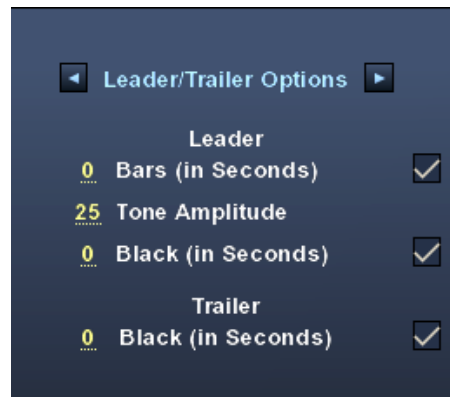 Leader/Trailer Options
Leader
0 Bars (in Seconds)
25 Tone Amplitude
0 Black (in Seconds)
Trailer
0 Black (in Seconds)